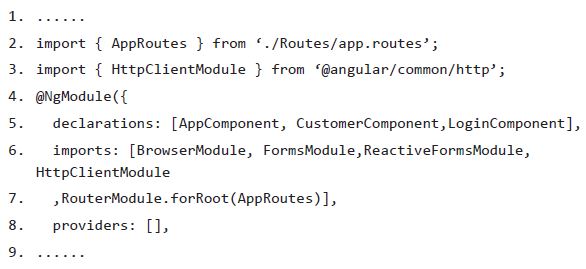 1. ......
2. import { AppRoutes } from ‘./Routes/app.routes’;
3. import { HttpClientModule } from ‘@angular/common/http’;
4. @NgModule({
5.   declarations: [AppComponent, CustomerComponent,LoginComponent],
6.   imports: [BrowserModule, FormsModule,ReactiveFormsModule,
HttpClientModule
7.   ,RouterModule.forRoot(AppRoutes)],
8.   providers: [],
9. ......